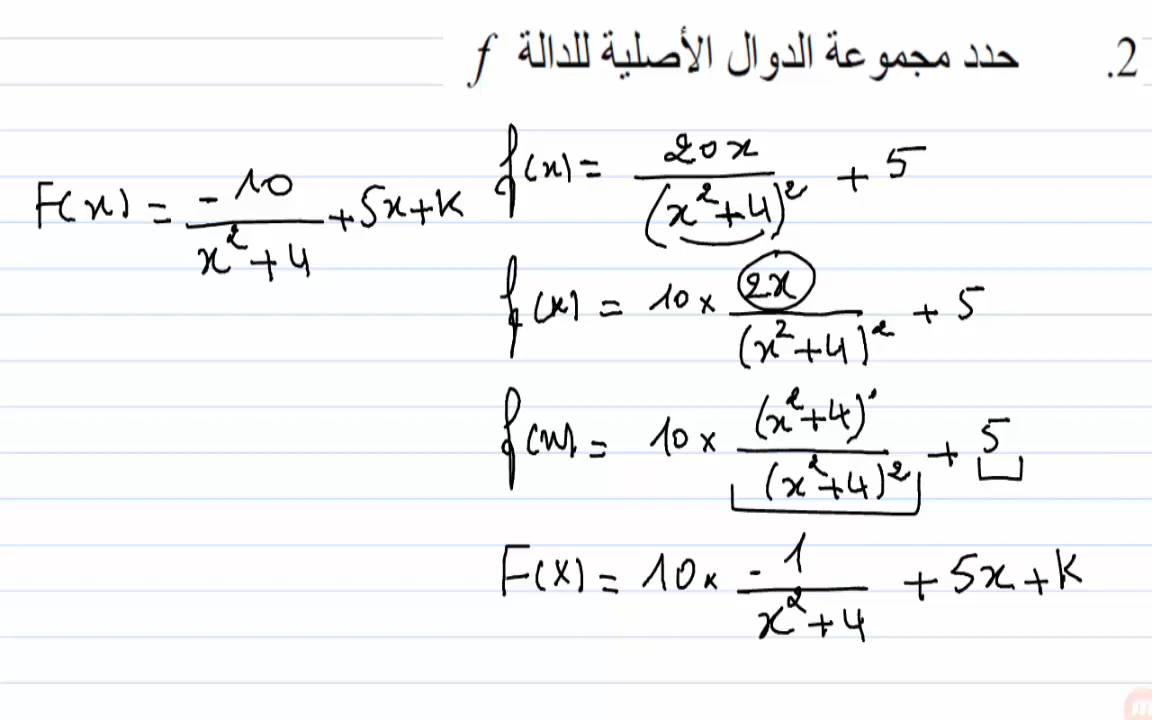 2. حدد مجموعة الدوال الأصلية للدالة f
f(x) = 20x / (x² + 4)² + 5
f(x) = 10 × 2x / (x² + 4)² + 5
f(x) = 10 × (x² + 4)' / (x² + 4)² + 5
F(x) = 10 × -1 / x² + 4 + 5x + k
F(x) = -10 / x² + 4 + 5x + k